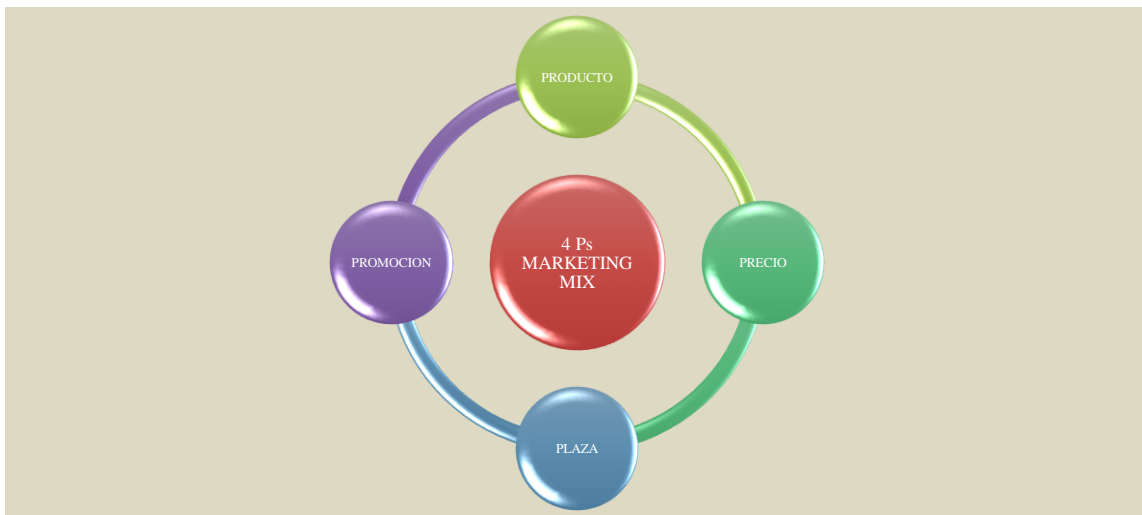 PRODUCTO
PROMOCION
4 Ps
MARKETING
MIX
PRECIO
PLAZA